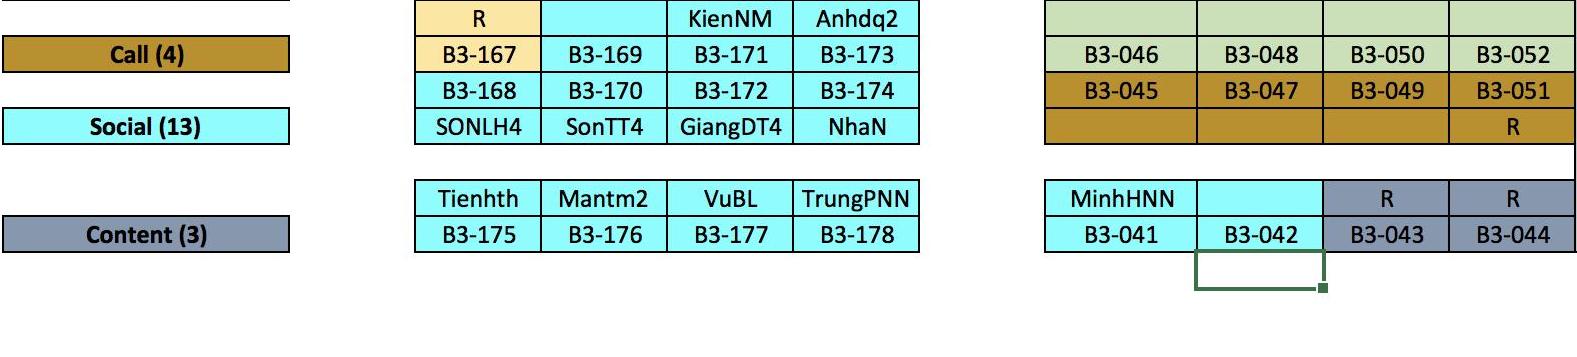 R KienNM Anhdq2
Call (4) B3-167 B3-169 B3-171 B3-173 B3-046 B3-048 B3-050 B3-052
B3-168 B3-170 B3-172 B3-174 B3-045 B3-047 B3-049 B3-051
Social (13) SONLH4 SonTT4 GiangDT4 NhaN R
Tienhth Mantm2 VuBL TrungPNN MinhHNN R R
Content (3) B3-175 B3-176 B3-177 B3-178 B3-041 B3-042 B3-043 B3-044